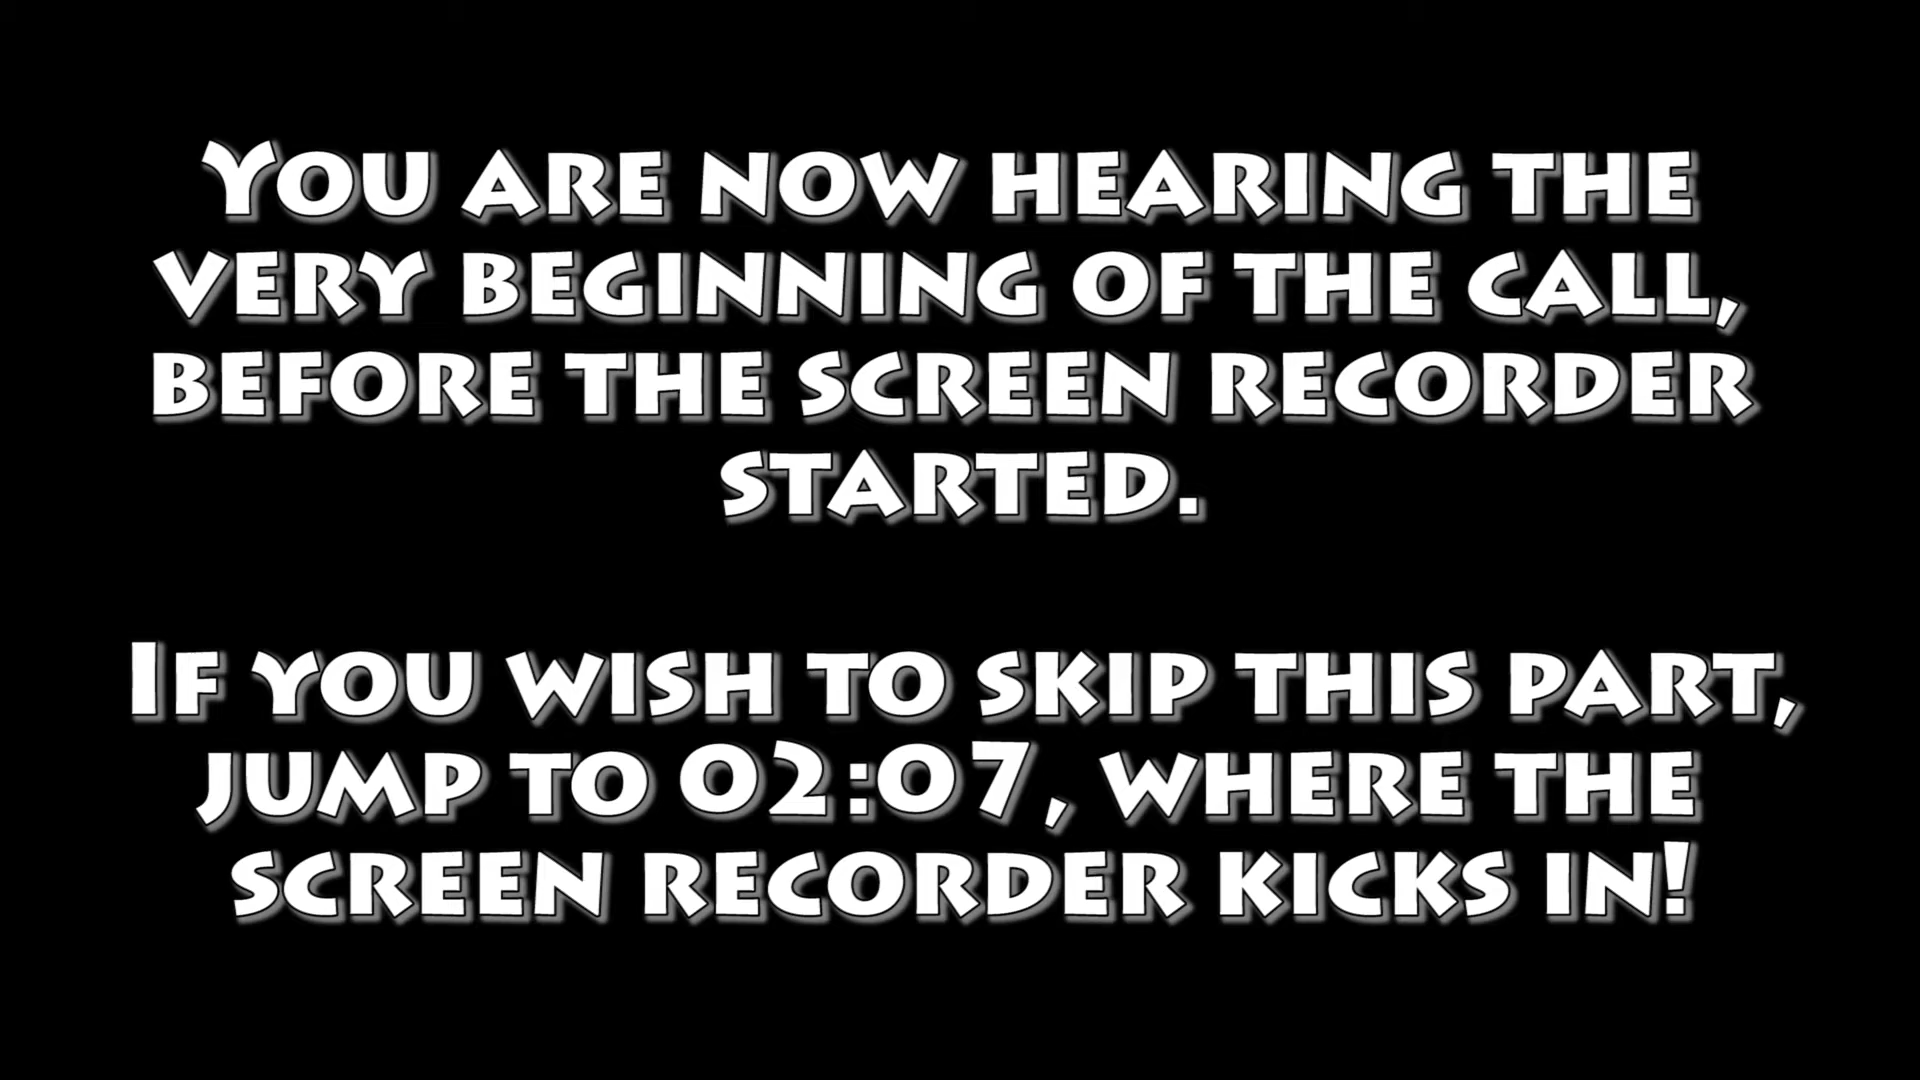 You are now hearing the
very beginning of the call,
before the screen recorder
started.
If you wish to skip this part,
jump to 02:07, where the
screen recorder kicks in!